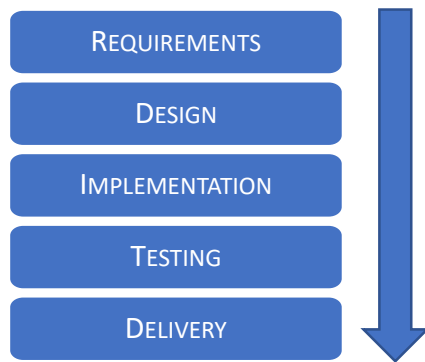 REQUIREMENTS
DESIGN
IMPLEMENTATION
TESTING
DELIVERY